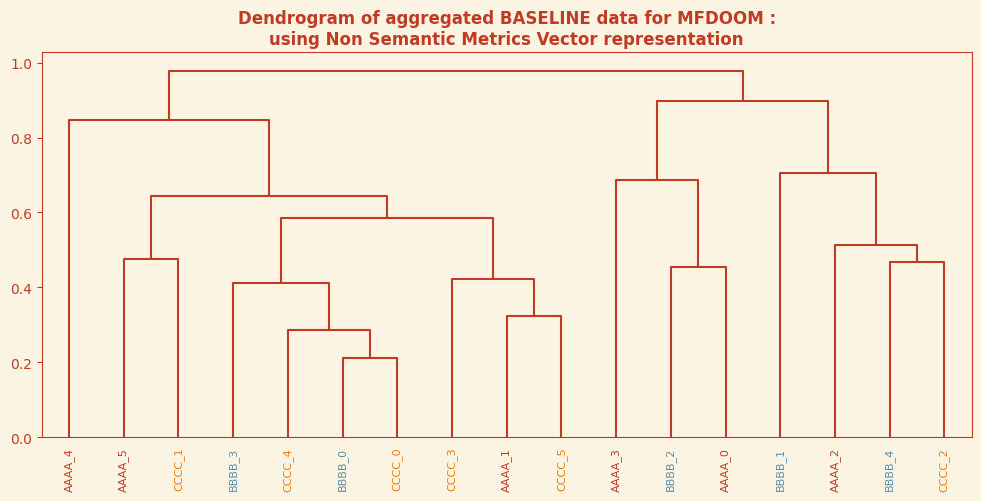 Dendrogram of aggregated BASELINE data for MFDOOM :
using Non Semantic Metrics Vector representation
1.0
0.8
0.6
0.4
0.2
0.0
AAAA_4
AAAA_5
CCCC_1
BBBB_3
CCCC_4
BBBB_0
CCCC_0
CCCC_3
AAAA_1
CCCC_5
AAAA_3
BBBB_2
AAAA_0
BBBB_1
AAAA_2
BBBB_4
CCCC_2